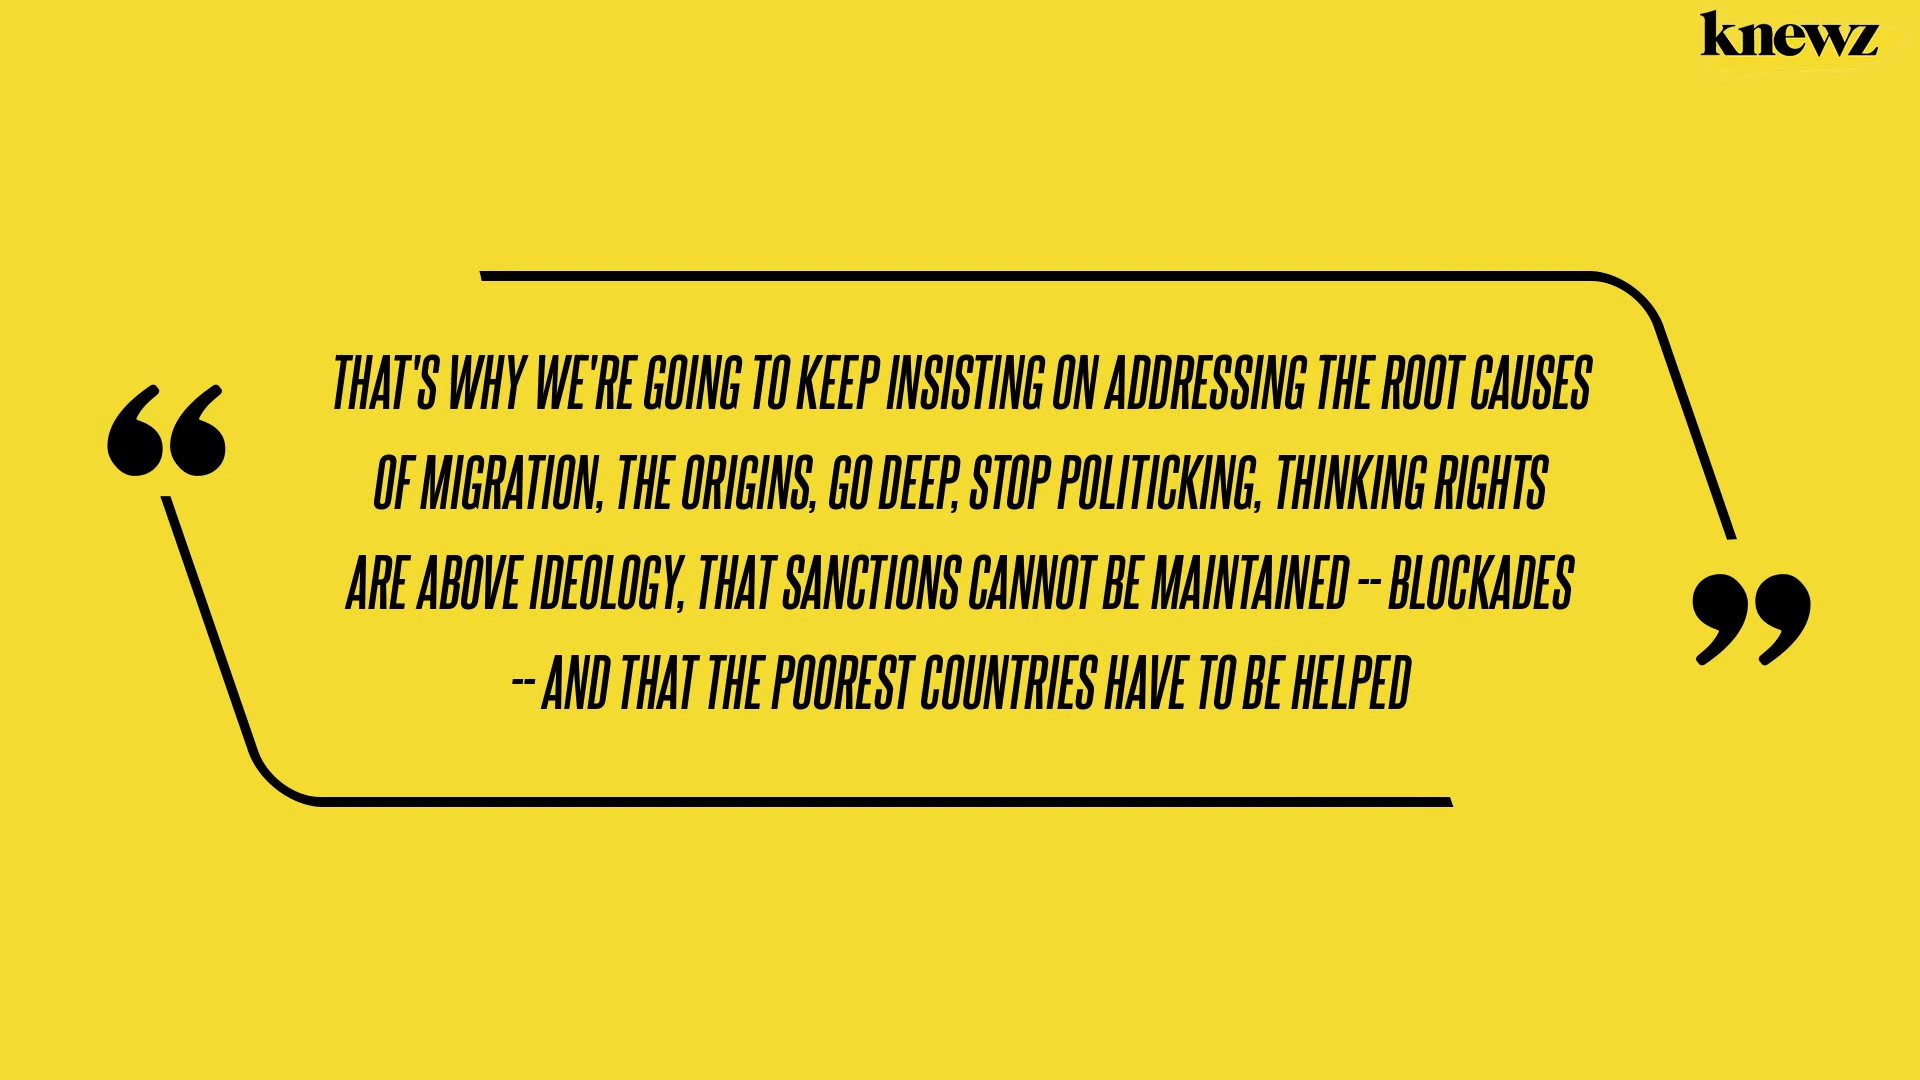 knewz
THAT'S WHY WE'RE GOING TO KEEP INSISTING ON ADDRESSING THE ROOT CAUSES
OF MIGRATION, THE ORIGINS, GO DEEP, STOP POLITICKING, THINKING RIGHTS
ARE ABOVE IDEOLOGY, THAT SANCTIONS CANNOT BE MAINTAINED -- BLOCKADES
-- AND THAT THE POOREST COUNTRIES HAVE TO BE HELPED